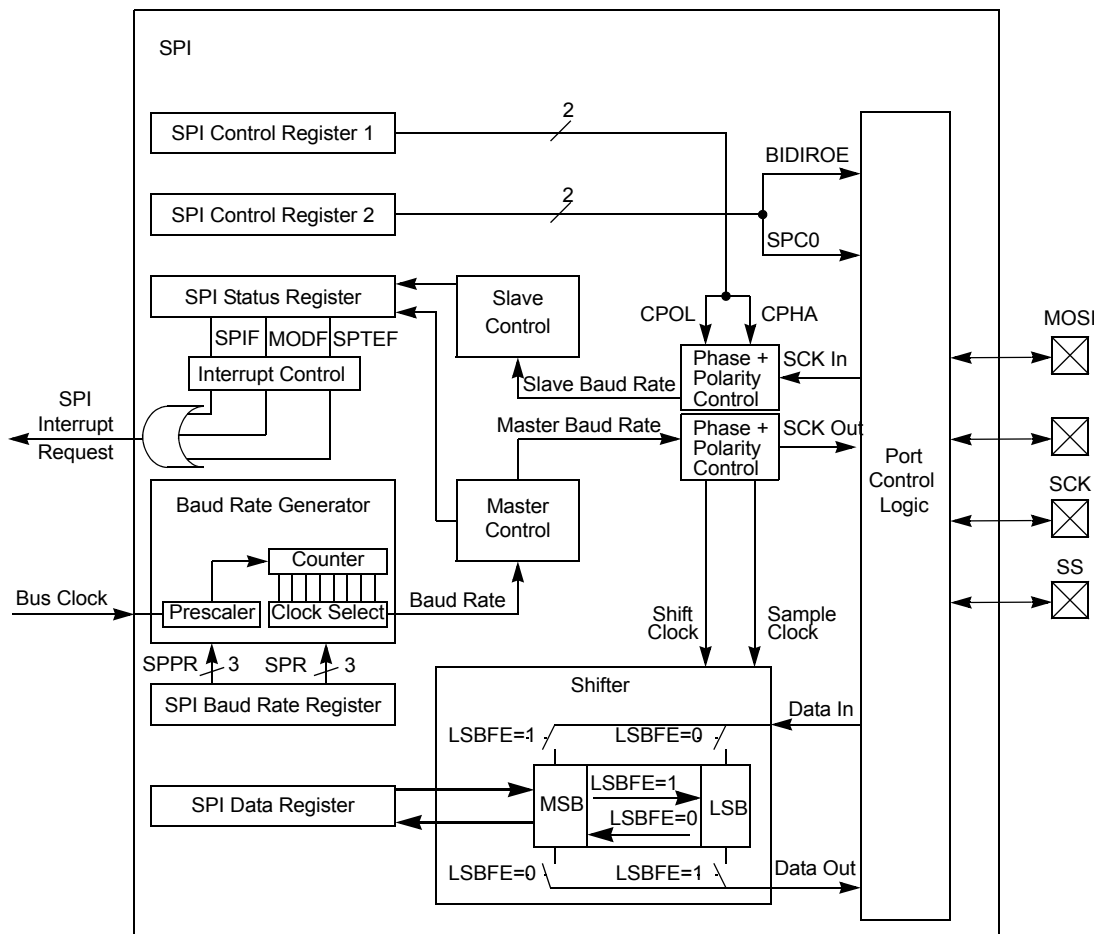 SPI
SPI Control Register 1
2
BIDIROE
SPI Control Register 2
2
SPC0
SPI Status Register
Slave
Control
CPOL
CPHA
MOSI
SPIF
MODF
SPTEF
Interrupt Control
Phase +
Polarity
Control
SCK In
Slave Baud Rate
SPI
Interrupt
Request
Master Baud Rate
Phase +
Polarity
Control
SCK Out
Port
Control
Logic
SCK
Baud Rate Generator
Master
Control
Counter
SS
Bus Clock
Prescaler
Clock Select
Baud Rate
Shift
Clock
Sample
Clock
SPPR
3
SPR
3
SPI Baud Rate Register
Shifter
Data In
LSBFE=1
LSBFE=0
SPI Data Register
MSB
LSBFE=1
LSBFE=0
LSB
LSBFE=0
LSBFE=1
Data Out